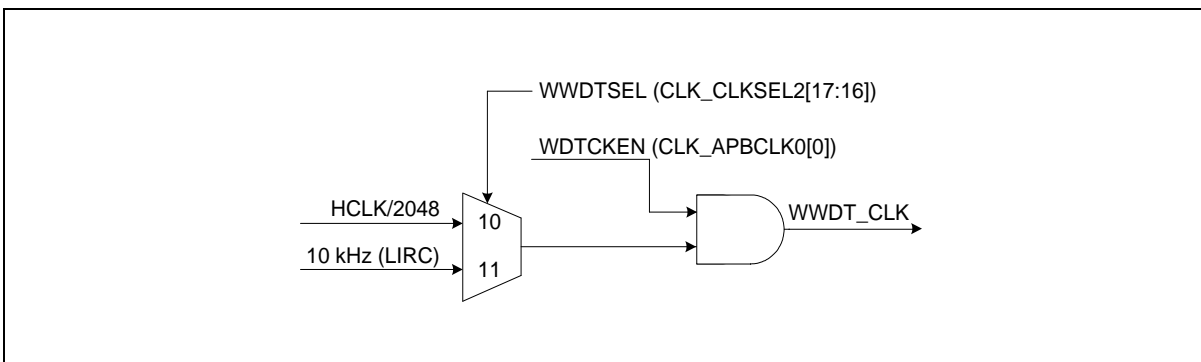 WWDTSEL (CLK_CLKSEL2[17:16])
WDTCKEN (CLK_APBCLK0[0])
HCLK/2048
10
WWDT_CLK
10 kHz (LIRC)
11